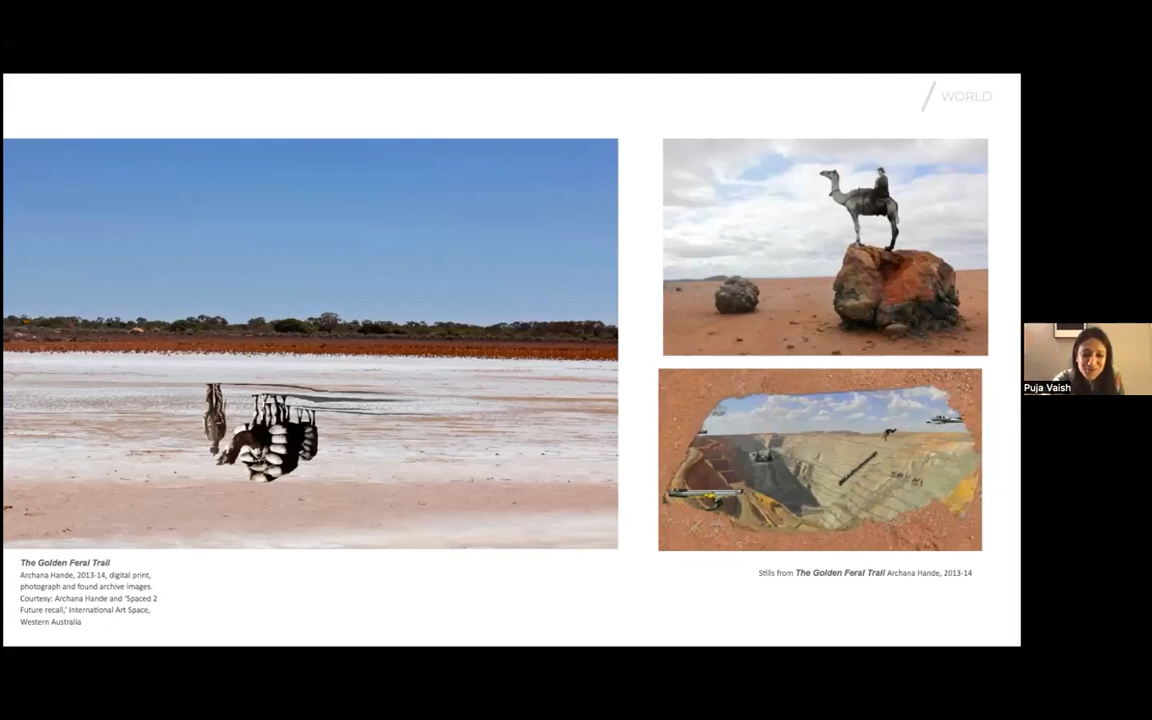 WORLD
The Golden Feral Trail
Archana Hande, 2013-14, digital print,
photograph and found archive images.
Courtesy: Archana Hande and 'Spaced 2
Future recall,' International Art Space,
Western Australia
Stills from The Golden Feral Trail Archana Hande, 2013-14
Puja Vaish